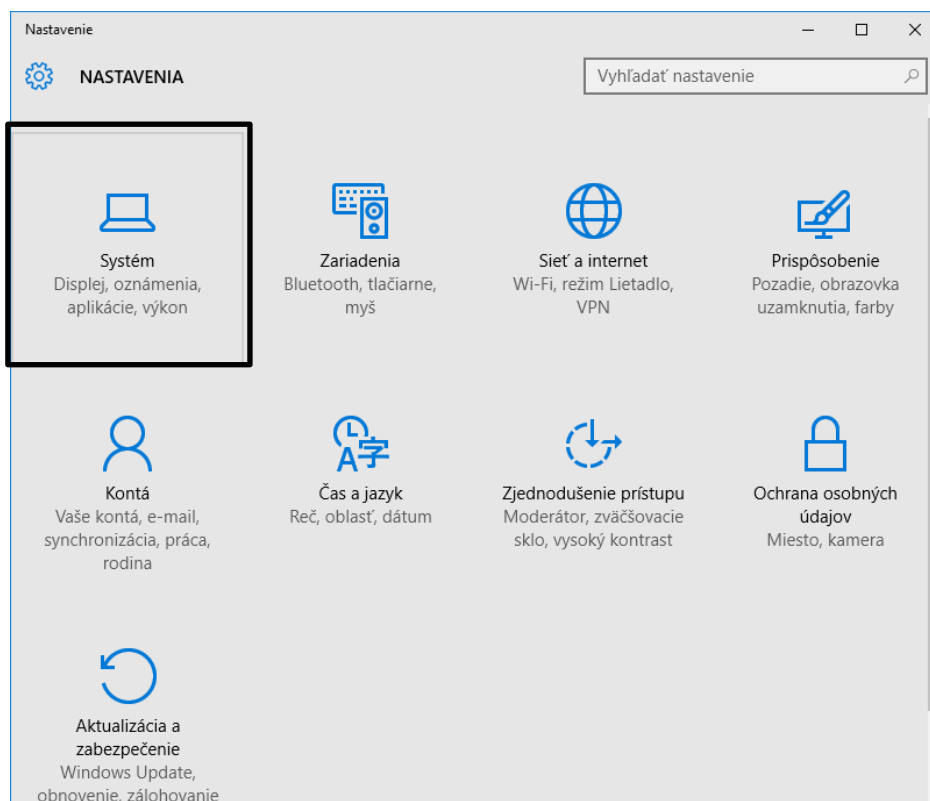 Nastavenie
NASTAVENIA
Vyhľadať nastavenie
Systém
Displej, oznámenia,
aplikácie, výkon
Zariadenia
Bluetooth, tlačiarne,
myš
Sieť a internet
Wi-Fi, režim Lietadlo,
VPN
Prispôsobenie
Pozadie, obrazovka
uzamknutia, farby
Kontá
Vaše kontá, e-mail,
synchronizácia, práca,
rodina
Čas a jazyk
Reč, oblasť, dátum
Zjednodušenie prístupu
Moderátor, zväčšovacie
sklo, vysoký kontrast
Ochrana osobných
údajov
Miesto, kamera
Aktualizácia a
zabezpečenie
Windows Update,
obnovenie, zálohovanie